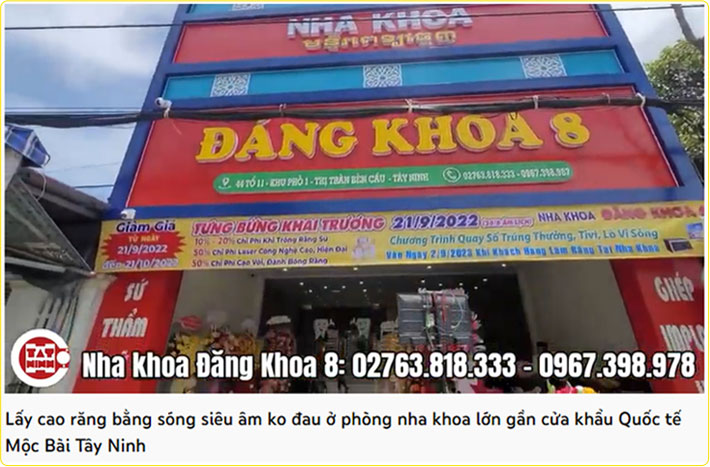 NHA KHOA
ĐĂNG KHOA 8
44 TỔ 11 - KHU PHỐ 1 - THỊ TRẤN BẾN CẦU - TÂY NINH
02763.818.333 - 0967.398.987
Giảm Giá
TỪ NGÀY
21/9/2022
đến 21/10/2022
TƯNG BỪNG KHAI TRƯƠNG 21/9/2022 NHA KHOA ĐĂNG KHOA 8
10% - 20% Chi Phí Khi Trồng Răng Sứ
50% Chi Phí Laser Công Nghệ Cao, Hiện Đại
50% Chi Phí Cạo Vôi, Đánh Bóng Răng
Chương Trình Quay Số Trúng Thưởng, Tivi, Lò Vi Sóng
Vào Ngày 2/9/2023 Khi Khách Hàng Làm Răng Tại Nha Khoa
SỨ
THẨM
GHÉP
TÂY
NINH
Nha khoa Đăng Khoa 8: 02763.818.333 - 0967.398.978
Lấy cao răng bằng sóng siêu âm ko đau ở phòng nha khoa lớn gần cửa khẩu Quốc tế
Mộc Bài Tây Ninh